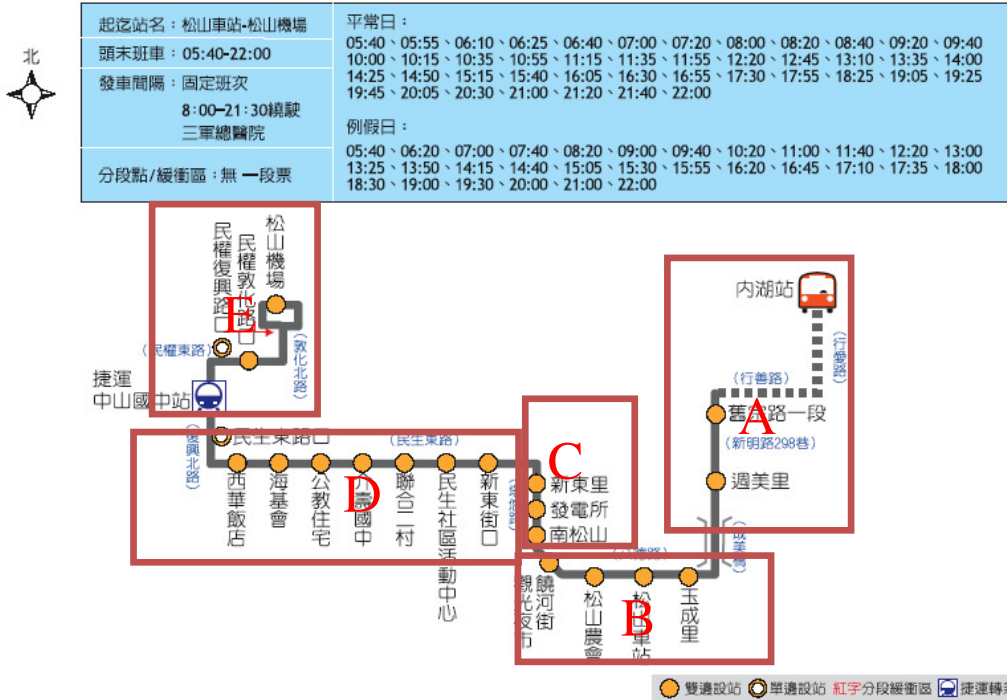 起迄站名：松山車站-松山機場
頭末班車：05:40-22:00
發車間隔：固定班次
8:00-21:30繞駛
三軍總醫院
分段點/緩衝區：無 一段票
平常日：
05:40、05:55、06:10、06:25、06:40、07:00、07:20、08:00、08:20、08:40、09:20、09:40
10:00、10:15、10:35、10:55、11:15、11:35、11:55、12:20、12:45、13:10、13:35、14:00
14:25、14:50、15:15、15:40、16:05、16:30、16:55、17:30、17:55、18:25、19:05、19:25
19:45、20:05、20:30、21:00、21:20、21:40、22:00
例假日：
05:40、06:20、07:00、07:40、08:20、09:00、09:40、10:20、11:00、11:40、12:20、13:00
13:25、13:50、14:15、14:40、15:05、15:30、15:55、16:20、16:45、17:10、17:35、18:00
18:30、19:00、19:30、20:00、21:00、22:00
北
民權復興路口
民權敦化路口
松山機場
E
(民權東路)
(敦化北路)
捷運
中山國中站
(復興北路)
民生東路口
(民生東路)
西華飯店
海基會
公教住宅
介壽國中
D
聯合二村
民生社區活動中心
新東街口
C
新東里
發電所
南松山
饒河街
觀光夜市
松山農會
松山車站
B
玉成里
(成美橋)
週美里
(新明路298巷)
舊宗路一段
A
(行善路)
(行愛路)
內湖站
雙邊設站
單邊設站
紅字分段緩衝區